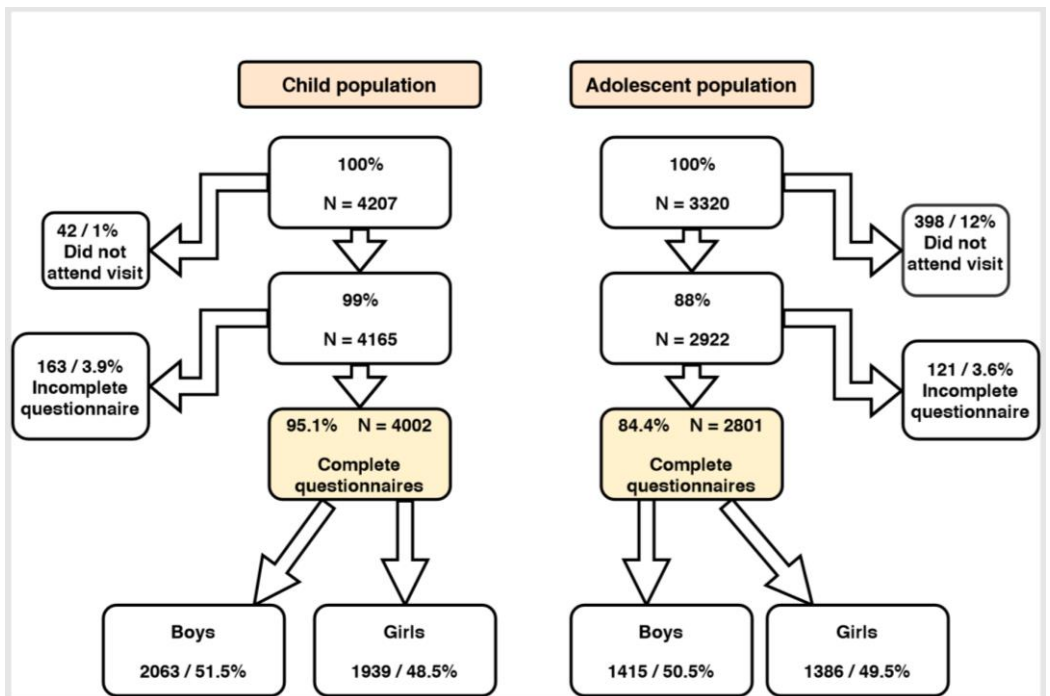 Child population
100%
N = 4207
42 / 1%
Did not
attend visit
99%
N = 4165
163 / 3.9%
Incomplete
questionnaire
95.1% N = 4002
Complete
questionnaires
Boys
2063 / 51.5%
Girls
1939 / 48.5%
Adolescent population
100%
N = 3320
398 / 12%
Did not
attend visit
88%
N = 2922
121 / 3.6%
Incomplete
questionnaire
84.4% N = 2801
Complete
questionnaires
Boys
1415 / 50.5%
Girls
1386 / 49.5%